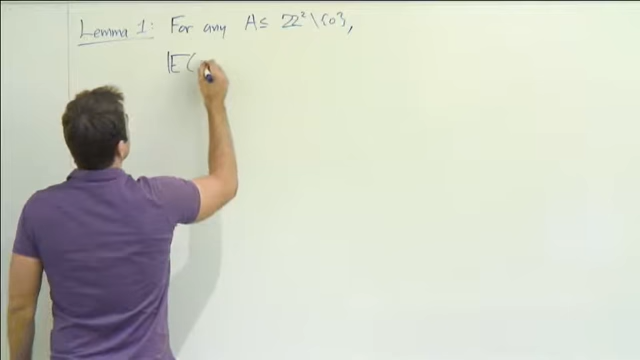 Lemma 1: For any A ⊆ ℤ² \ {0},
𝔼(